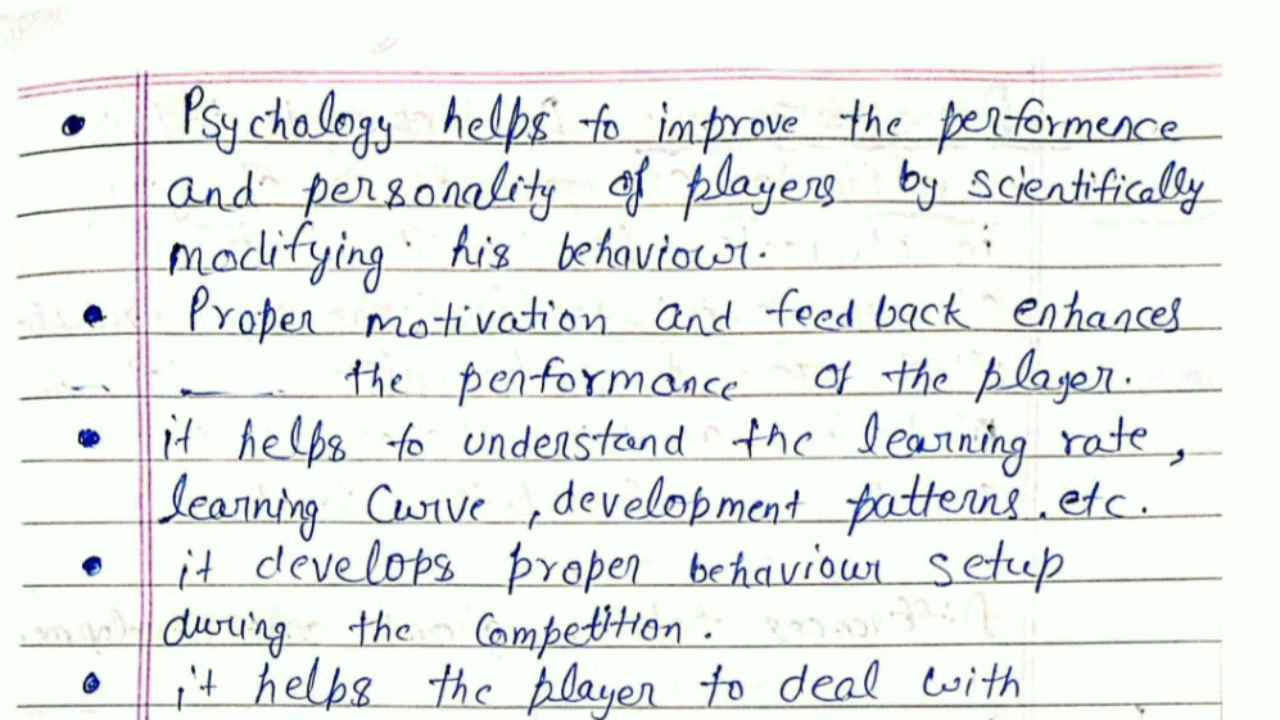 • Psychology helps to improve the performence
and personality of players by scientifically
modifying his behaviour.
• Proper motivation and feedback enhances
the performance of the player.
• it helps to understand the learning rate,
learning Curve, development patterns. etc.
• it develops proper behaviour setup
during the Competition.
• it helps the player to deal with